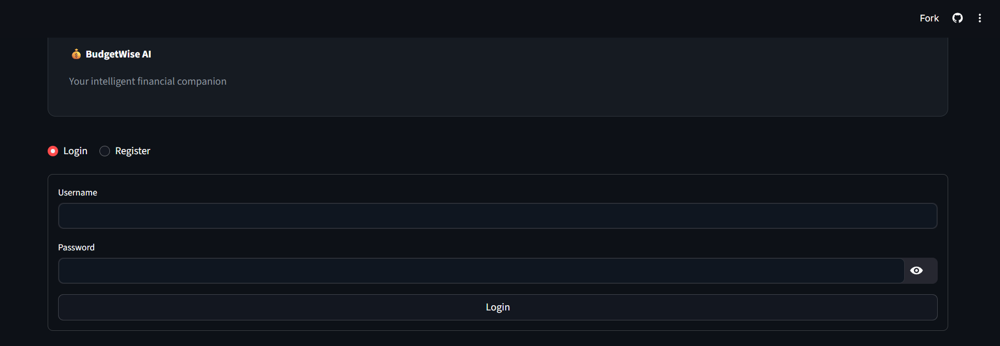 Fork
💰 BudgetWise AI
Your intelligent financial companion
Login Register
Username
Password
Login